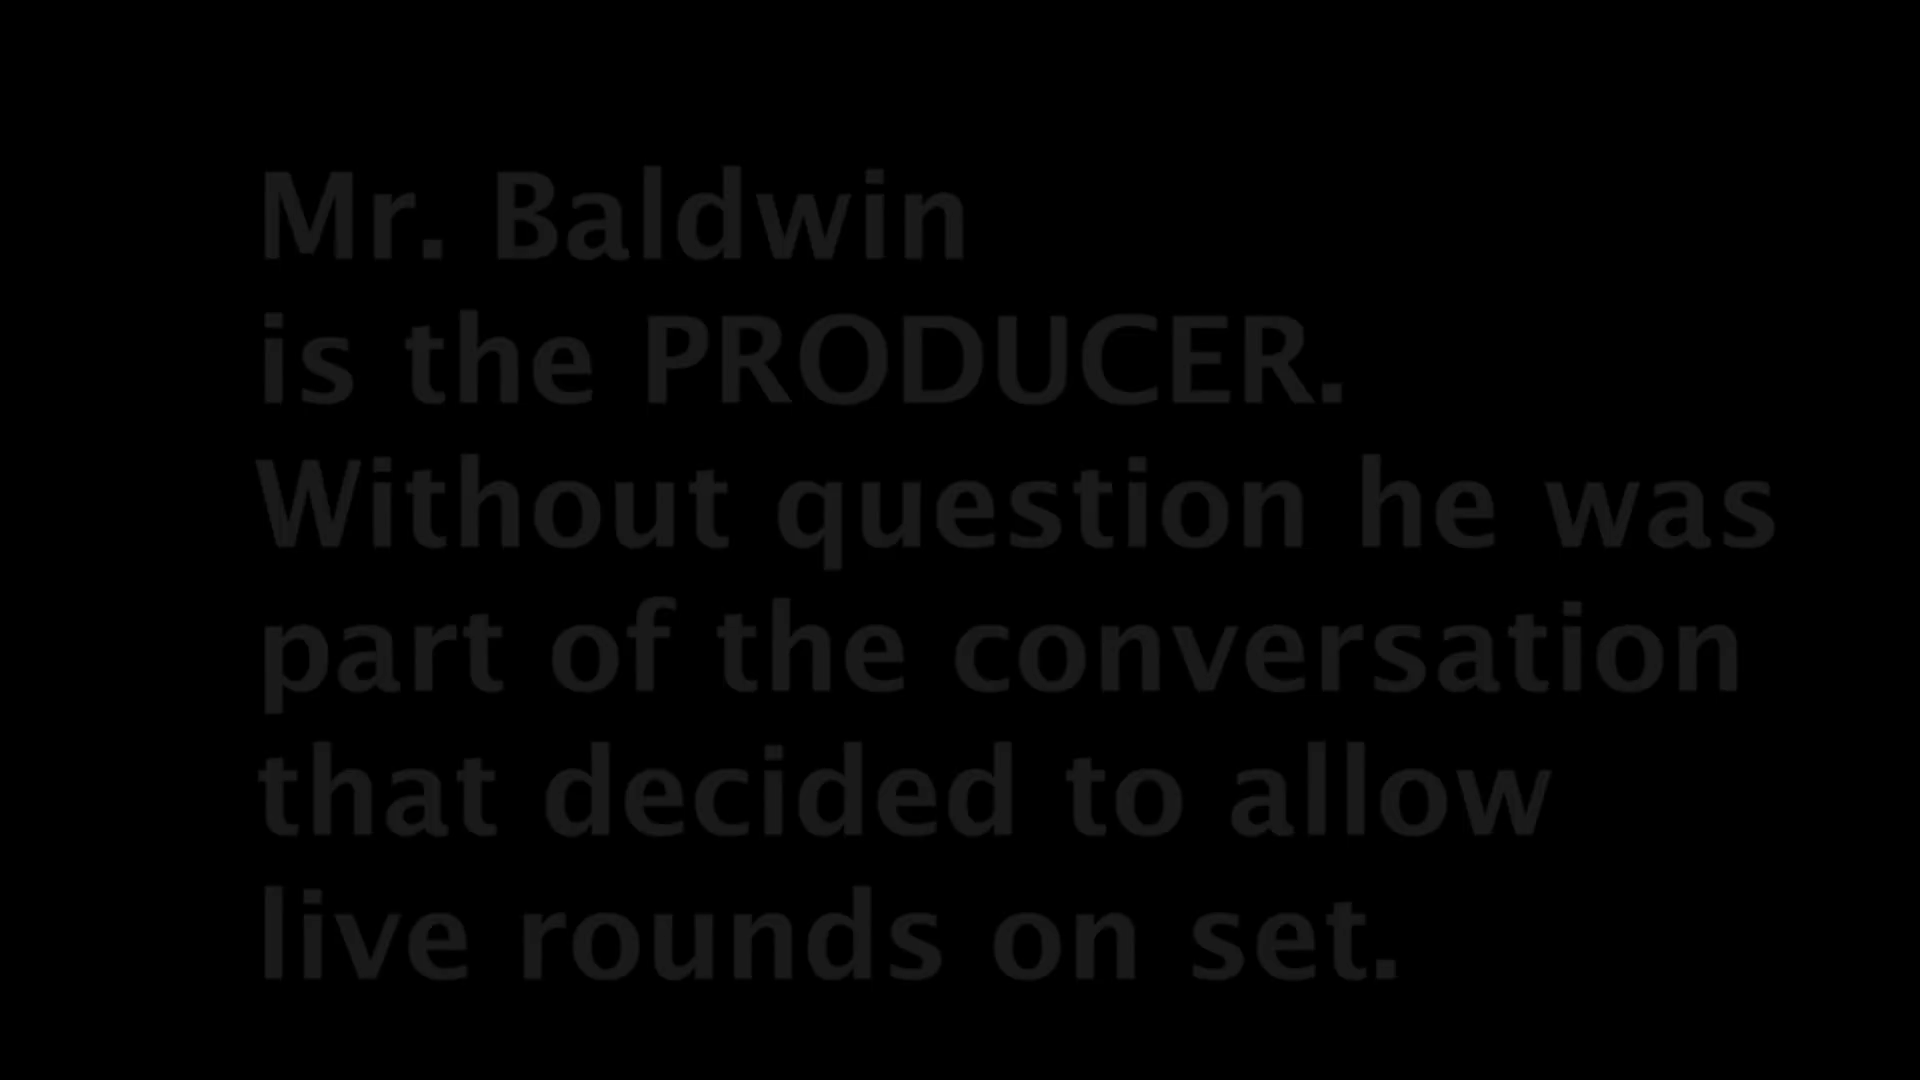 Mr. Baldwin
is the PRODUCER.
Without question he was
part of the conversation
that decided to allow
live rounds on set.